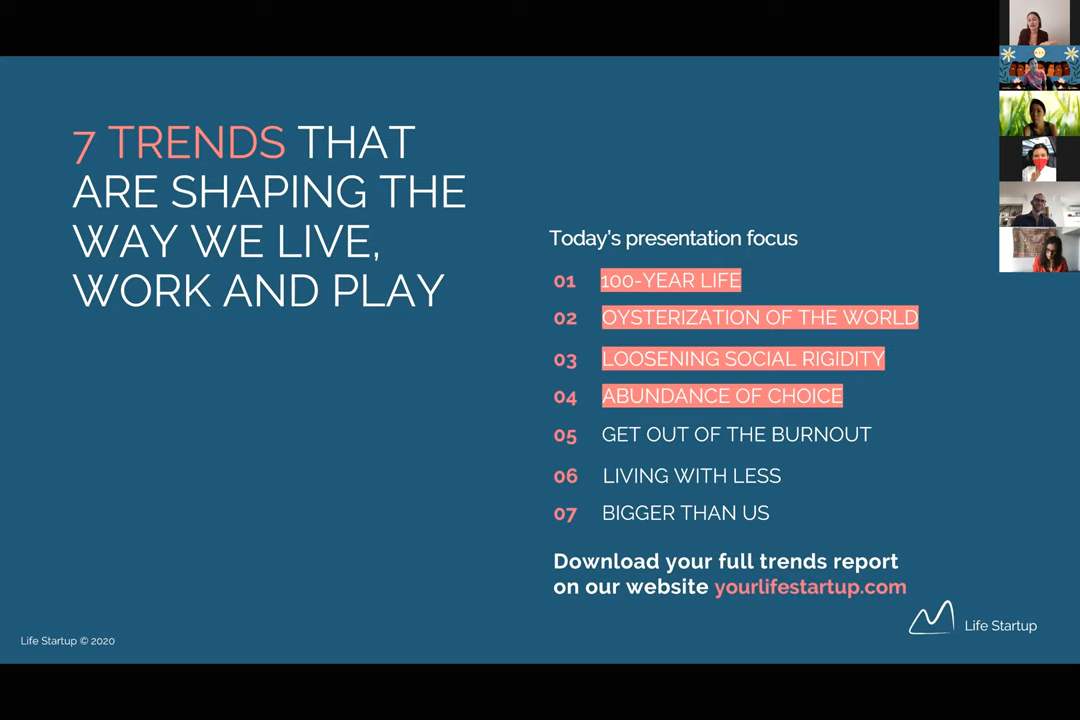 7 TRENDS THAT
ARE SHAPING THE
WAY WE LIVE,
WORK AND PLAY
Today's presentation focus
01 100-YEAR LIFE
02 OYSTERIZATION OF THE WORLD
03 LOOSENING SOCIAL RIGIDITY
04 ABUNDANCE OF CHOICE
05 GET OUT OF THE BURNOUT
06 LIVING WITH LESS
07 BIGGER THAN US
Download your full trends report
on our website yourlifestartup.com
Life Startup
Life Startup © 2020